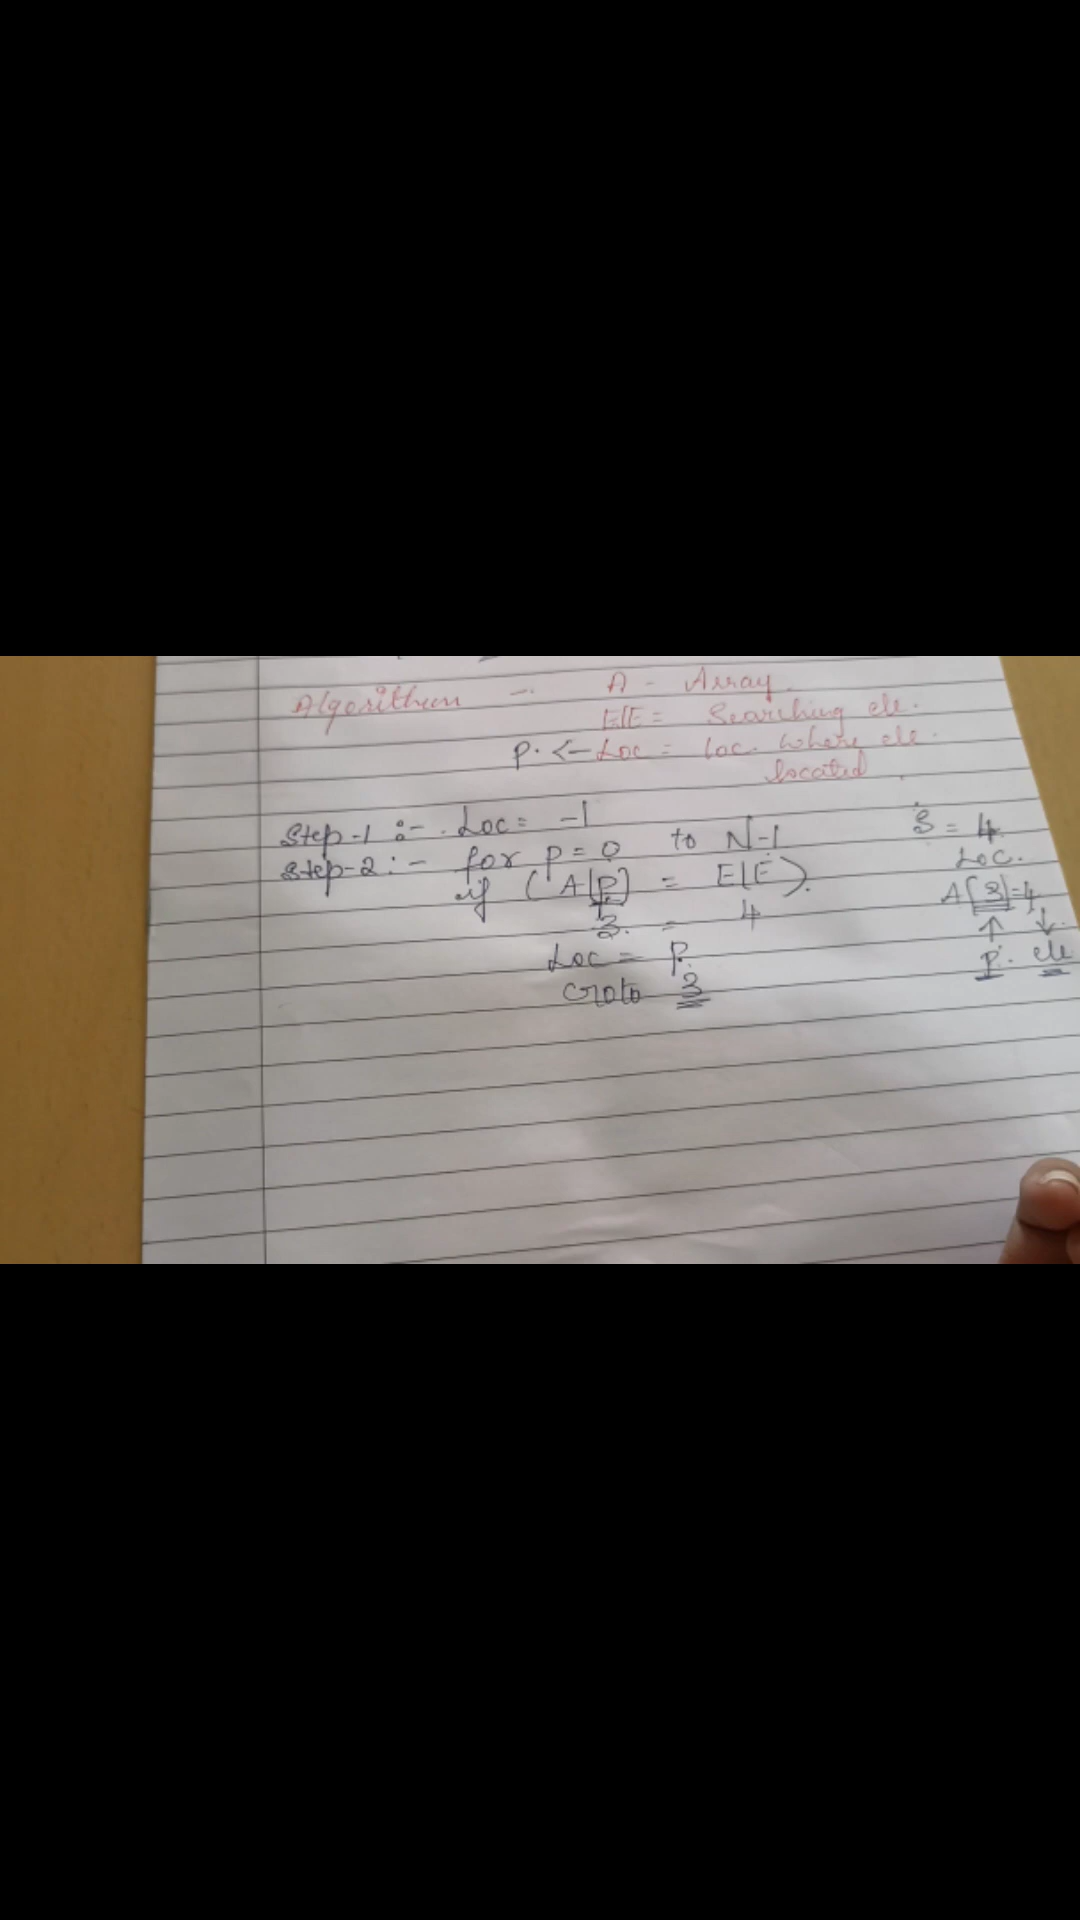 Algorithum -: A - Array.
ElE = Searching ele.
P. <- Loc = loc. where ele.
located.
Step-1 :- Loc = -1
Step-2 :- for p = 0 to N-1
if (A[P] = ElE).
3. = 4
Loc = P.
Goto 3
3 = 4
Loc.
A[3]=4
↑ ↓
P. ele